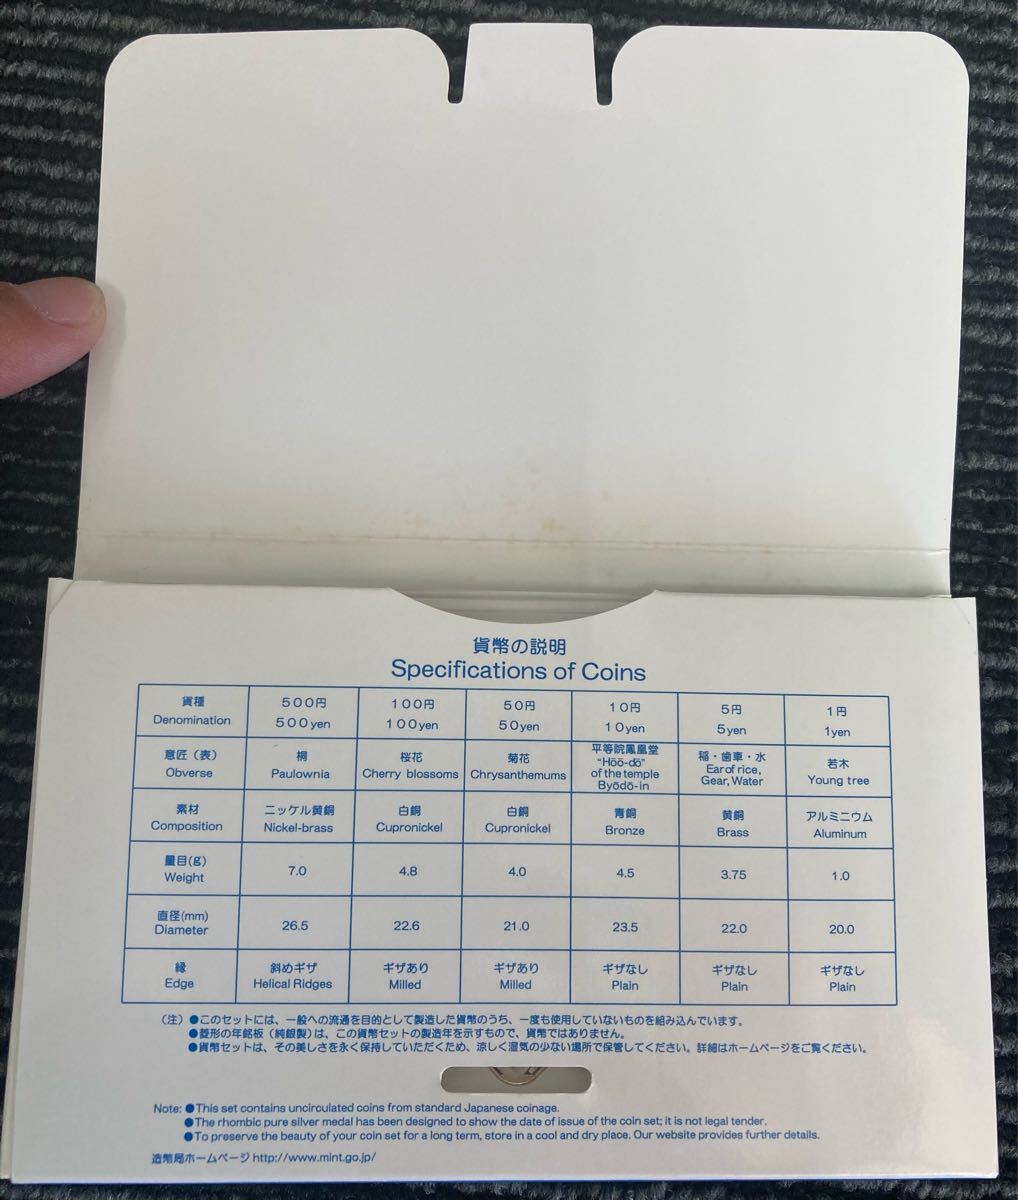 貨幣の説明
Specifications of Coins
貨種 Denomination
５００円 500yen
１００円 100yen
５０円 50yen
１０円 10yen
５円 5yen
１円 1yen
意匠（表） Obverse
桐 Paulownia
桜花 Cherry blossoms
菊花 Chrysanthemums
平等院鳳凰堂 "Hōō-dō" of the temple Byōdō-in
稲・歯車・水 Ear of rice, Gear, Water
若木 Young tree
素材 Composition
ニッケル黄銅 Nickel-brass
白銅 Cupronickel
白銅 Cupronickel
青銅 Bronze
黄銅 Brass
アルミニウム Aluminum
量目(g) Weight
7.0
4.8
4.0
4.5
3.75
1.0
直径(mm) Diameter
26.5
22.6
21.0
23.5
22.0
20.0
縁 Edge
斜めギザ Helical Ridges
ギザあり Milled
ギザあり Milled
ギザなし Plain
ギザなし Plain
ギザなし Plain
（注）●このセットには、一般への流通を目的として製造した貨幣のうち、一度も使用していないものを組み込んでいます。
●菱形の年銘板（純銀製）は、この貨幣セットの製造年を示すもので、貨幣ではありません。
●貨幣セットは、その美しさを永く保持していただくため、涼しく湿気の少ない場所で保管してください。詳細はホームページをご覧ください。
Note: ●This set contains uncirculated coins from standard Japanese coinage.
●The rhombic pure silver medal has been designed to show the date of issue of the coin set; it is not legal tender.
●To preserve the beauty of your coin set for a long term, store in a cool and dry place. Our website provides further details.
造幣局ホームページ http://www.mint.go.jp/